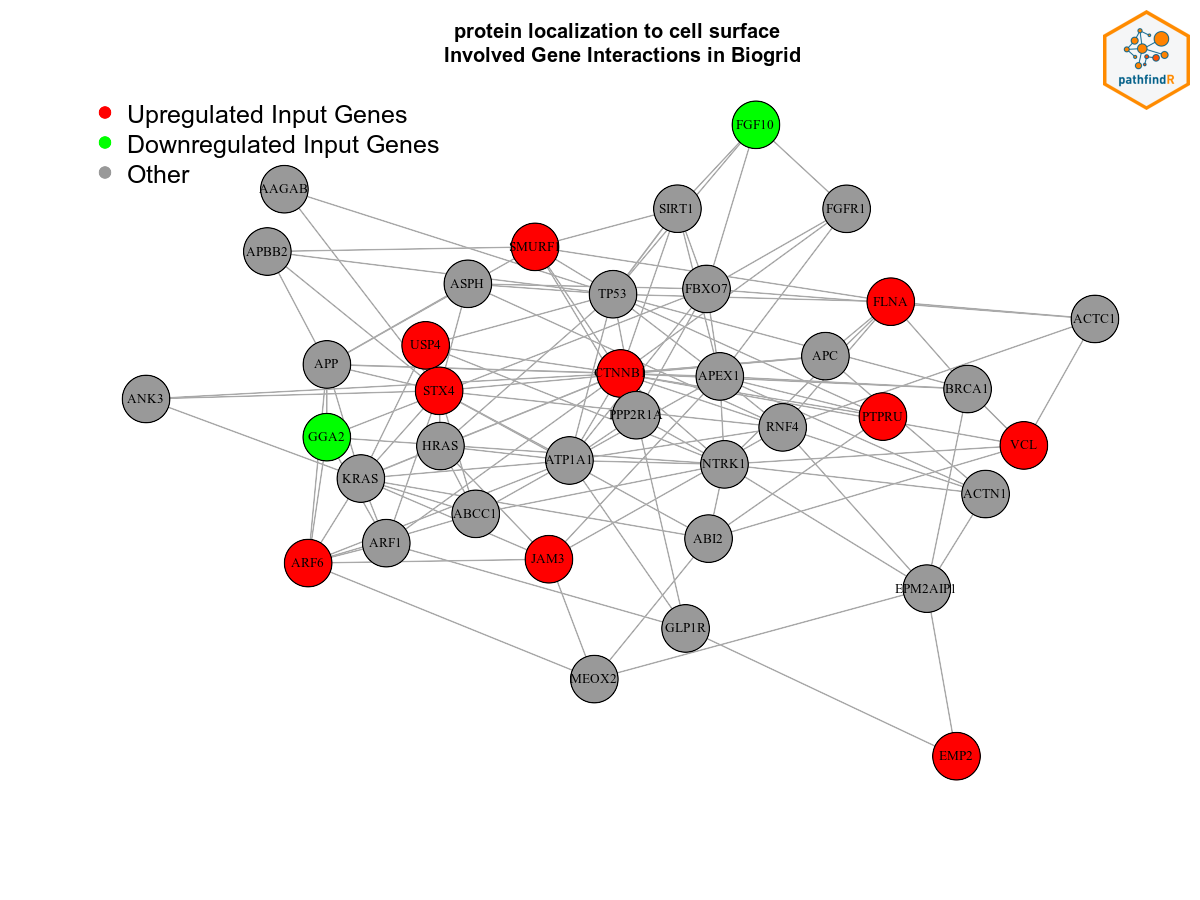 protein localization to cell surface
Involved Gene Interactions in Biogrid
pathfindR
Upregulated Input Genes
Downregulated Input Genes
Other
FGF10
AAGAB
SIRT1
FGFR1
SMURF1
APBB2
ASPH
TP53
FBXO7
FLNA
ACTC1
USP4
APC
APP
CTNNB1
APEX1
STX4
BRCA1
ANK3
PPP2R1A
PTPRU
RNF4
GGA2
HRAS
VCL
ATP1A1
NTRK1
KRAS
ACTN1
ABCC1
ABI2
ARF1
JAM3
ARF6
EPM2AIP1
GLP1R
MEOX2
EMP2